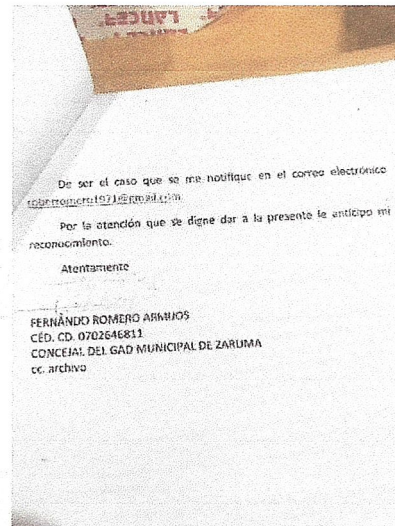 LANCET
De ser el caso que se me notifique en el correo electrónico
Por la atención que se digne dar a la presente le anticipo mi
reconocimiento.
Atentamente
FERNÁNDO ROMERO ARMIJOS
CÉD. CD. 0702646811
CONCEJAL DEL GAD MUNICIPAL DE ZARUMA
cc. archivo